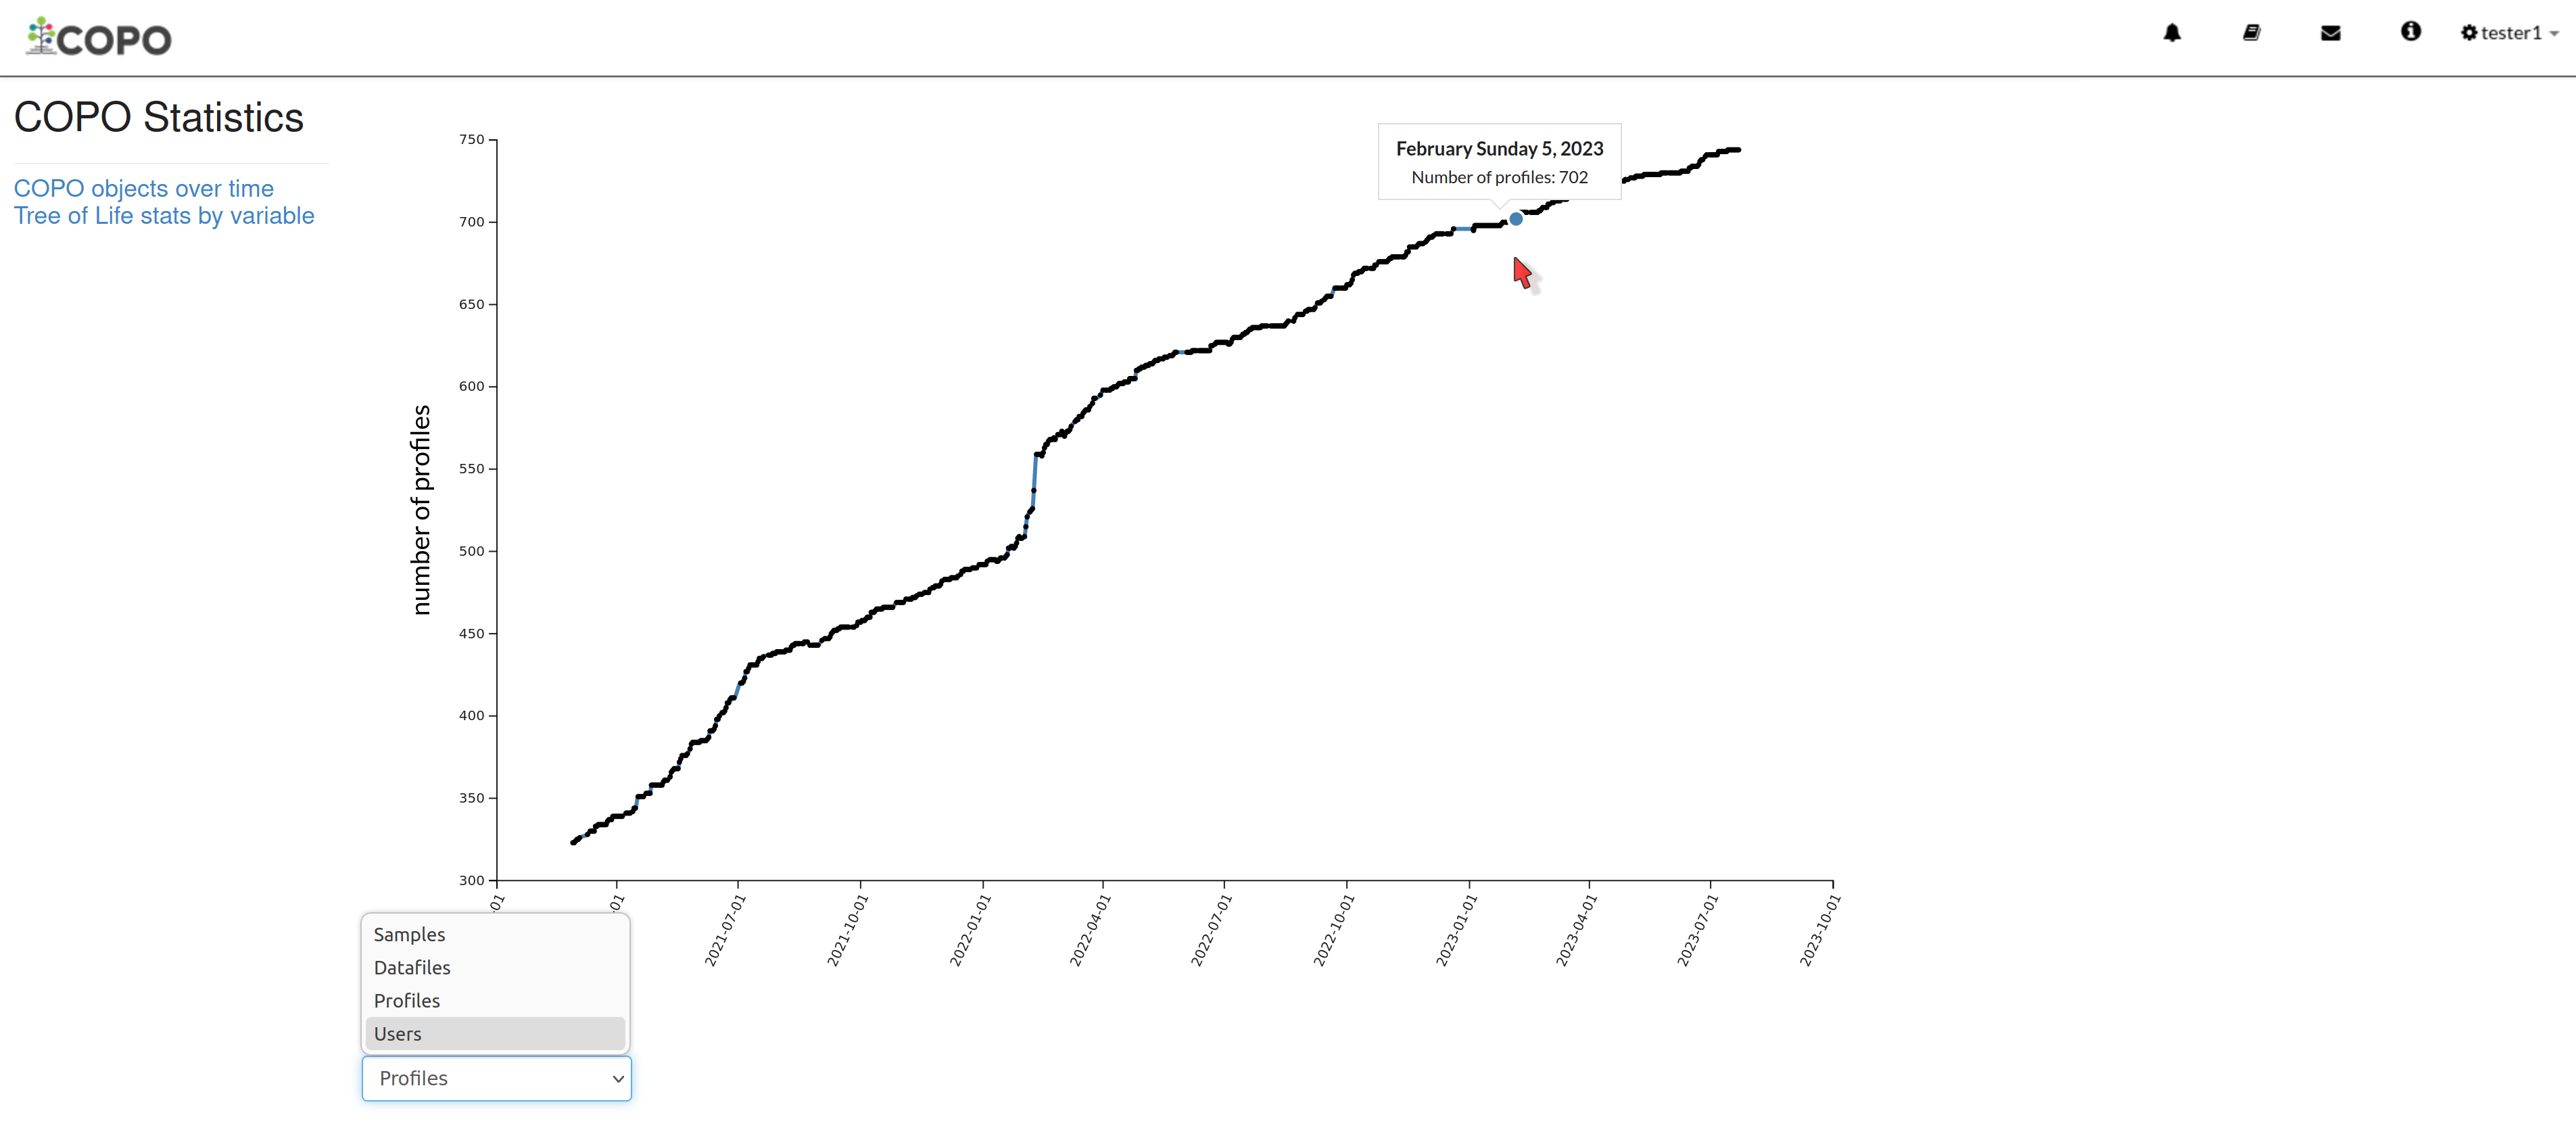 COPO
tester1
COPO Statistics
COPO objects over time
Tree of Life stats by variable
February Sunday 5, 2023
Number of profiles: 702
750
700
650
600
550
500
450
400
350
300
number of profiles
-01
-01
2021-07-01
2021-10-01
2022-01-01
2022-04-01
2022-07-01
2022-10-01
2023-01-01
2023-04-01
2023-07-01
2023-10-01
Samples
Datafiles
Profiles
Users
Profiles